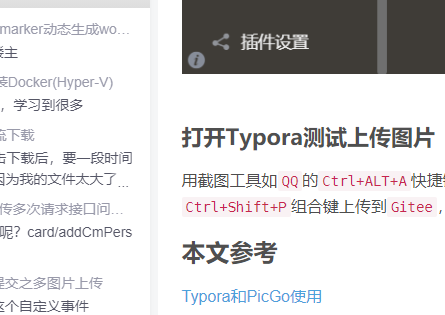 marker动态生成wo...
楼主
装Docker(Hyper-V)
，学习到很多
流下载
击下载后，要一段时间
因为我的文件太大了...
传多次请求接口问...
呢？card/addCmPers
提交之多图片上传
这个自定义事件
插件设置
打开Typora测试上传图片
用截图工具如 QQ 的 Ctrl+ALT+A 快捷
Ctrl+Shift+P 组合键上传到 Gitee，
本文参考
Typora和PicGo使用